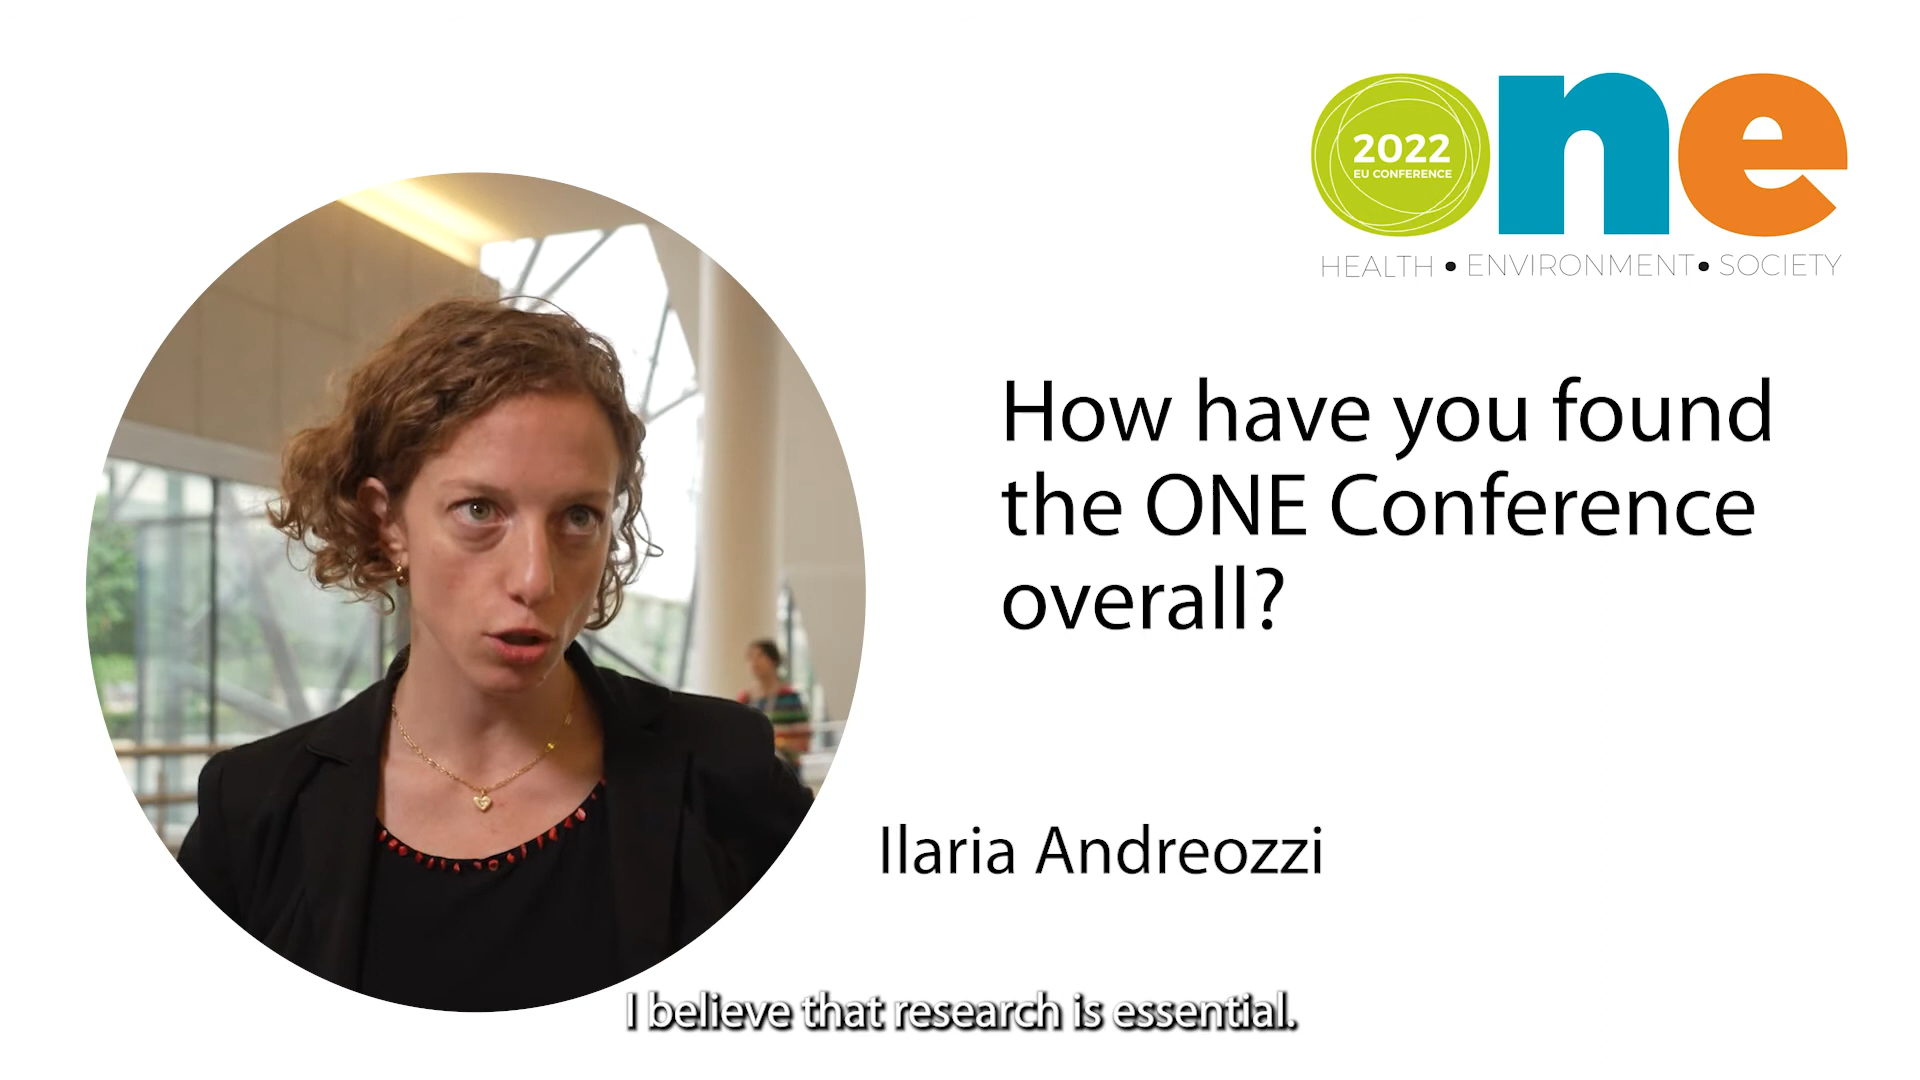 one
2022
EU CONFERENCE
HEALTH • ENVIRONMENT • SOCIETY
How have you found
the ONE Conference
overall?
Ilaria Andreozzi
I believe that research is essential.